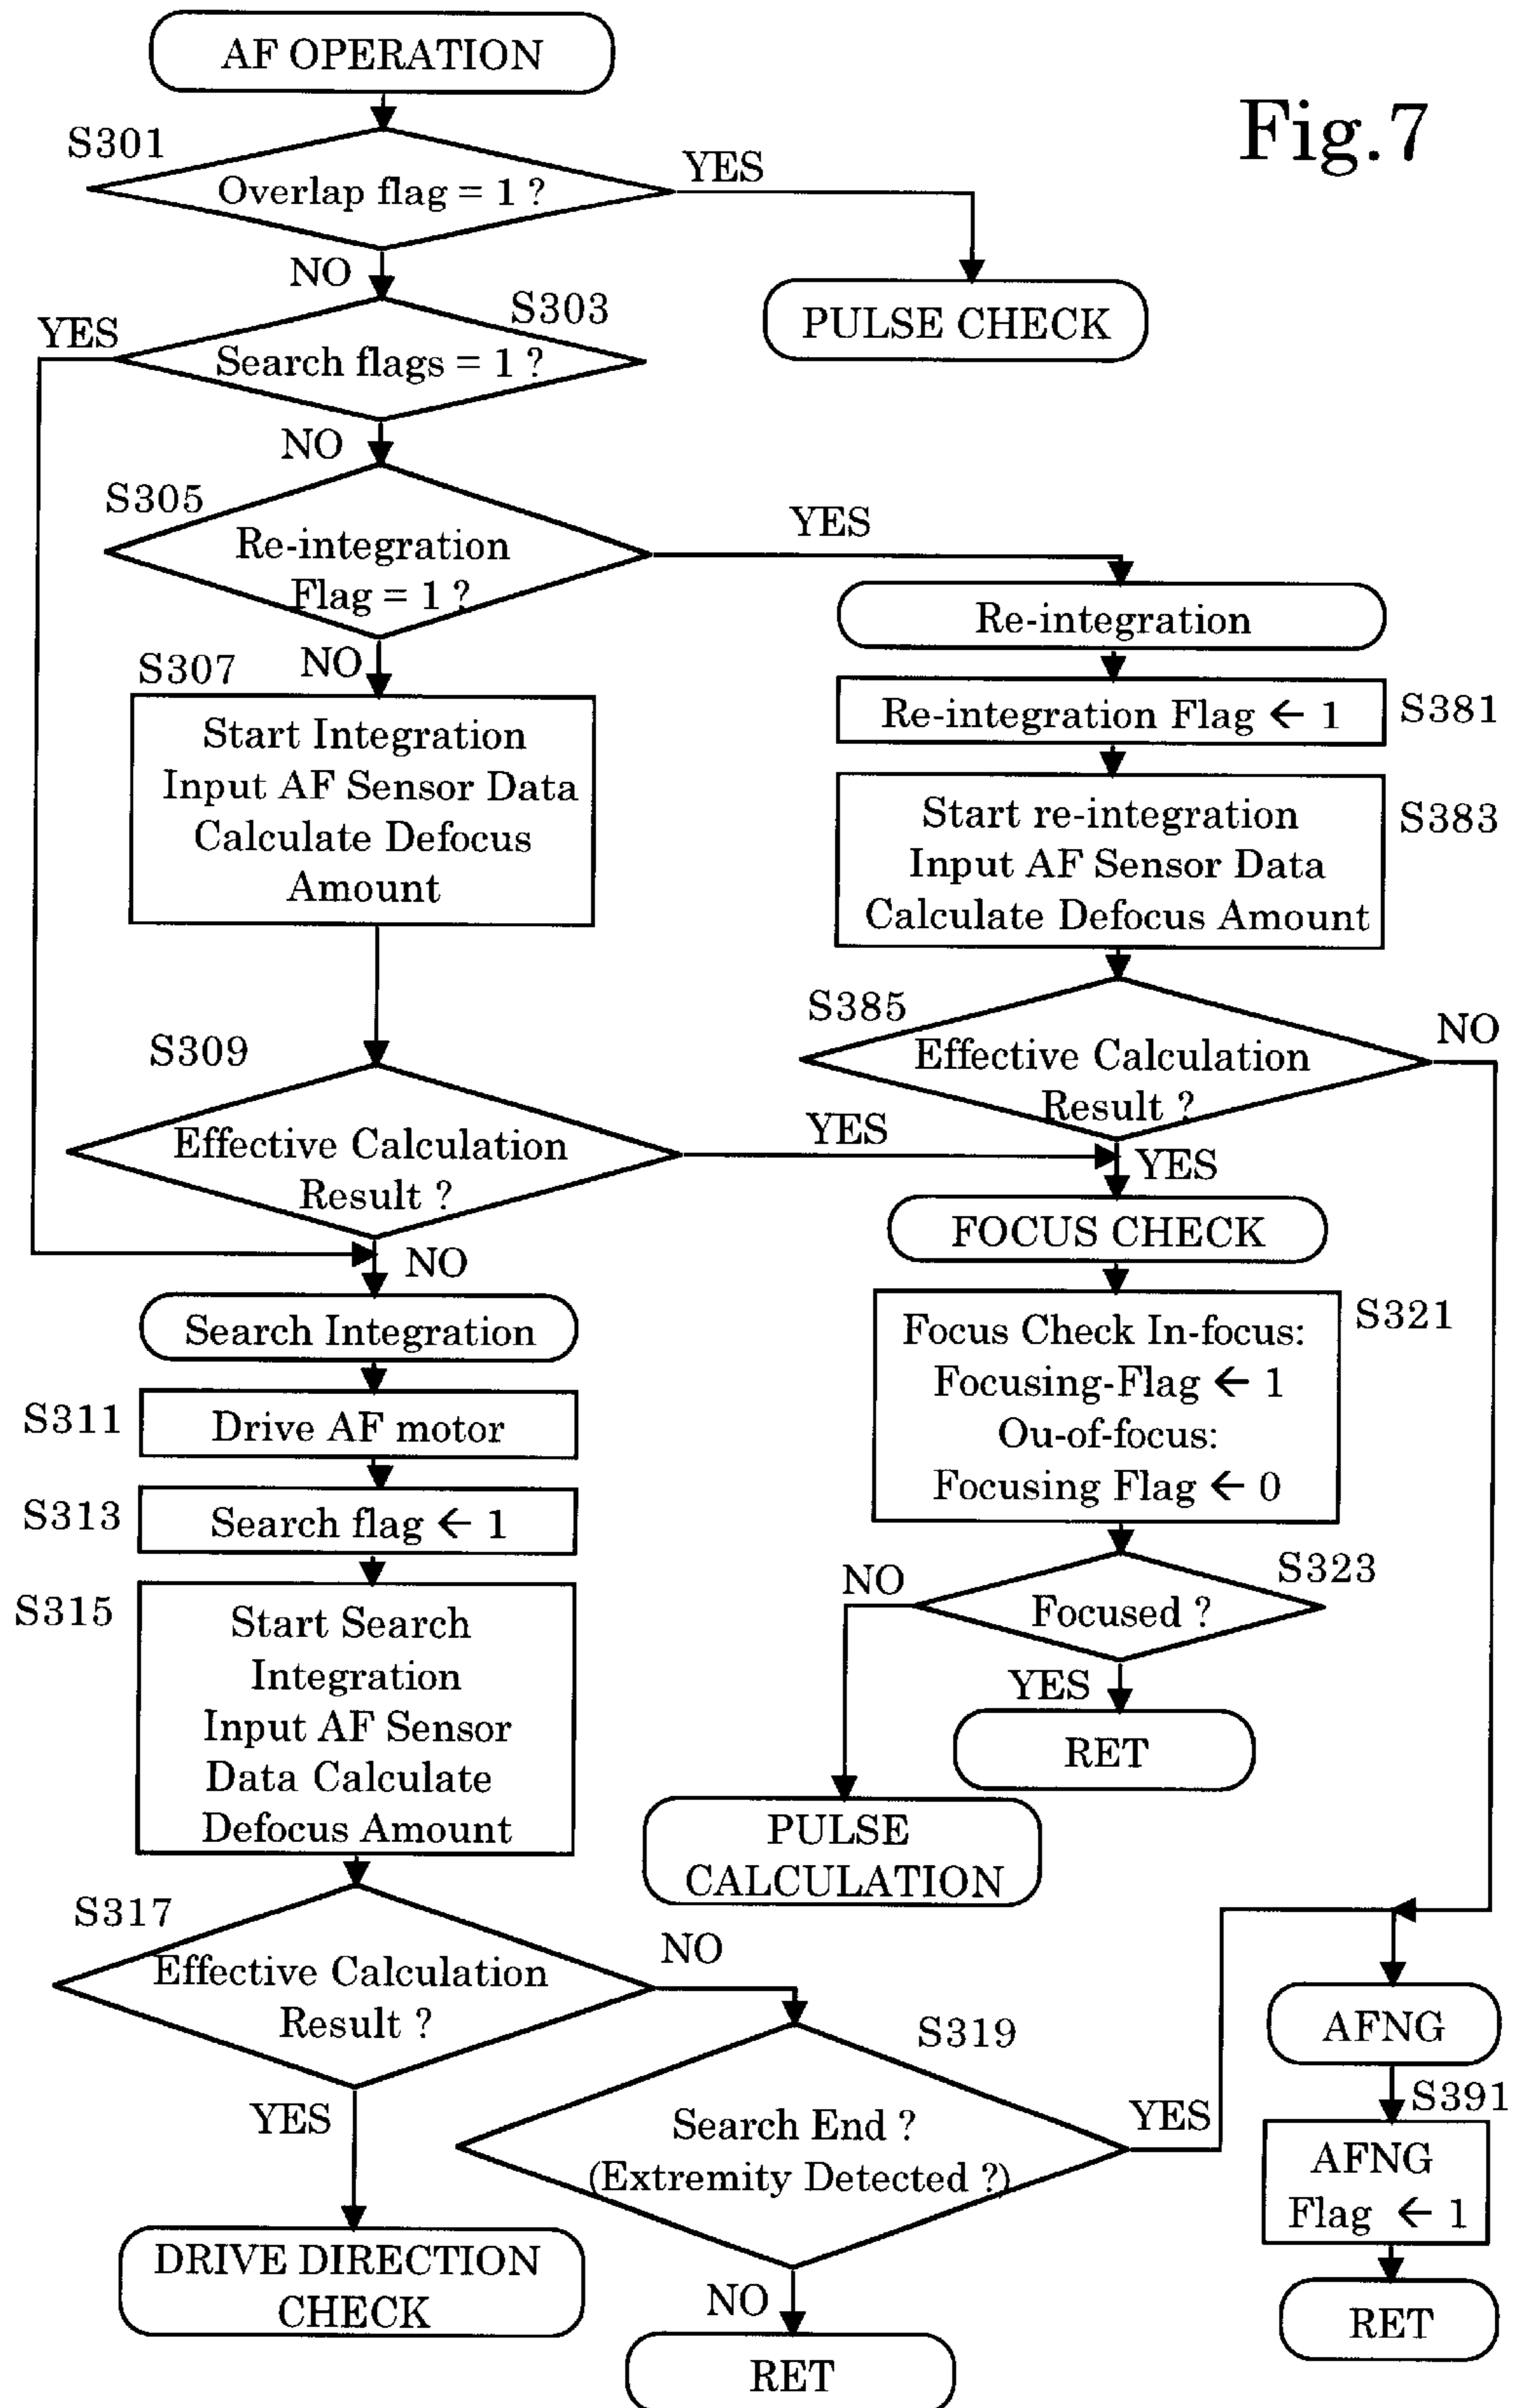 Fig.7
AF OPERATION
S301
Overlap flag = 1 ?
YES
NO
PULSE CHECK
S303
YES
Search flags = 1 ?
NO
S305
Re-integration
Flag = 1 ?
YES
NO
Re-integration
S307
Start Integration
Input AF Sensor Data
Calculate Defocus
Amount
Re-integration Flag ← 1
S381
Start re-integration
Input AF Sensor Data
Calculate Defocus Amount
S383
S385
Effective Calculation
Result ?
NO
YES
S309
Effective Calculation
Result ?
YES
NO
FOCUS CHECK
Search Integration
S311
Drive AF motor
S313
Search flag ← 1
S315
Start Search
Integration
Input AF Sensor
Data Calculate
Defocus Amount
S321
Focus Check In-focus:
Focusing-Flag ← 1
Ou-of-focus:
Focusing Flag ← 0
S323
NO
Focused ?
YES
RET
PULSE
CALCULATION
S317
Effective Calculation
Result ?
NO
YES
DRIVE DIRECTION
CHECK
S319
Search End ?
(Extremity Detected ?)
YES
NO
RET
AFNG
S391
AFNG
Flag ← 1
RET